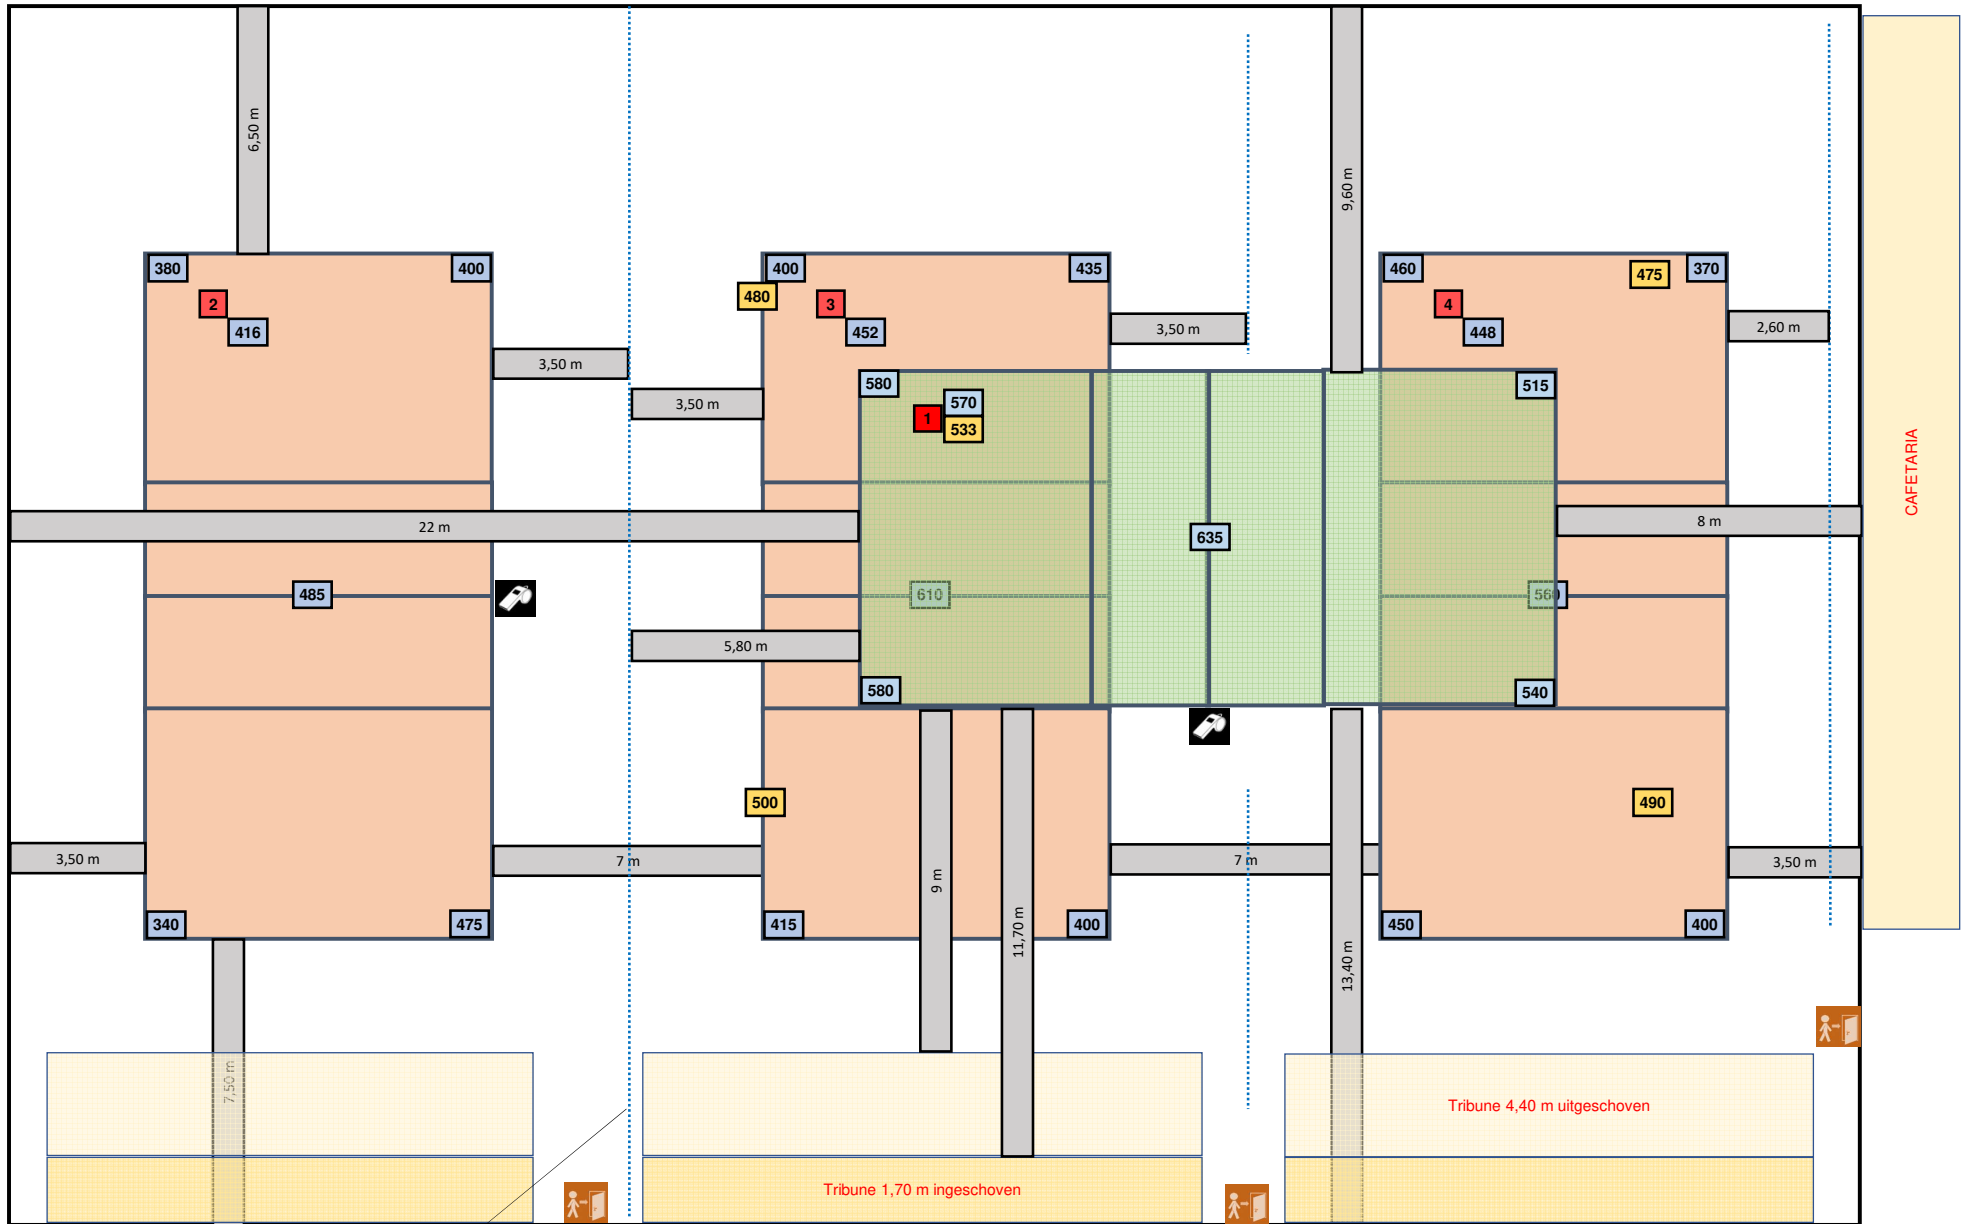 6,50 m
9,60 m
380
400
400
435
460
475
370
480
2
416
3
452
4
448
3,50 m
2,60 m
3,50 m
3,50 m
580
570
1
533
515
CAFETARIA
22 m
8 m
635
485
610
560
5,80 m
580
540
500
490
3,50 m
7 m
7 m
3,50 m
9 m
11,70 m
13,40 m
340
475
415
400
450
400
7,50 m
Tribune 4,40 m uitgeschoven
Tribune 1,70 m ingeschoven